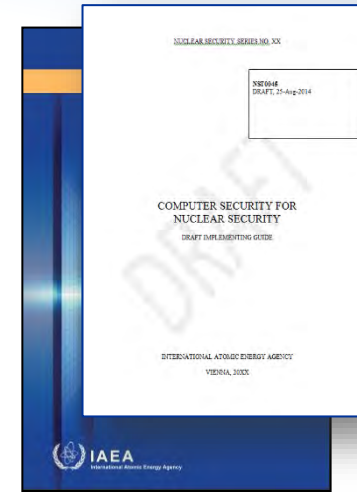 NUCLEAR SECURITY SERIES NO. XX
NST0045
DRAFT, 25-Aug-2014
DRAFT
COMPUTER SECURITY FOR
NUCLEAR SECURITY
DRAFT IMPLEMENTING GUIDE
INTERNATIONAL ATOMIC ENERGY AGENCY
VIENNA, 20XX
IAEA
International Atomic Energy Agency